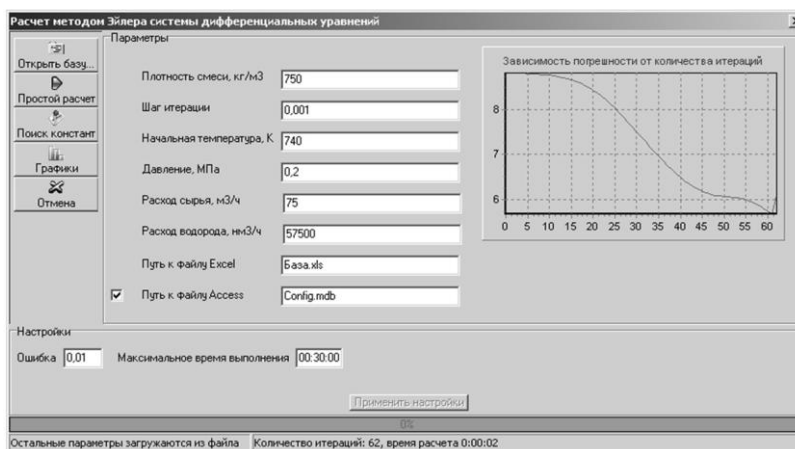 Расчет методом Эйлера системы дифференциальных уравнений
Открыть базу...
Простой расчет
Поиск констант
Графики
Отмена
Параметры
Плотность смеси, кг/м3 750
Шаг итерации 0,001
Начальная температура, К 740
Давление, МПа 0,2
Расход сырья, м3/ч 75
Расход водорода, нм3/ч 57500
Путь к файлу Excel База.xls
Путь к файлу Access Config.mdb
Зависимость погрешности от количества итераций
8
7
6
0 5 10 15 20 25 30 35 40 45 50 55 60
Настройки
Ошибка 0,01 Максимальное время выполнения 00:30:00
Применить настройки
0%
Остальные параметры загружаются из файла Количество итераций: 62, время расчета 0:00:02